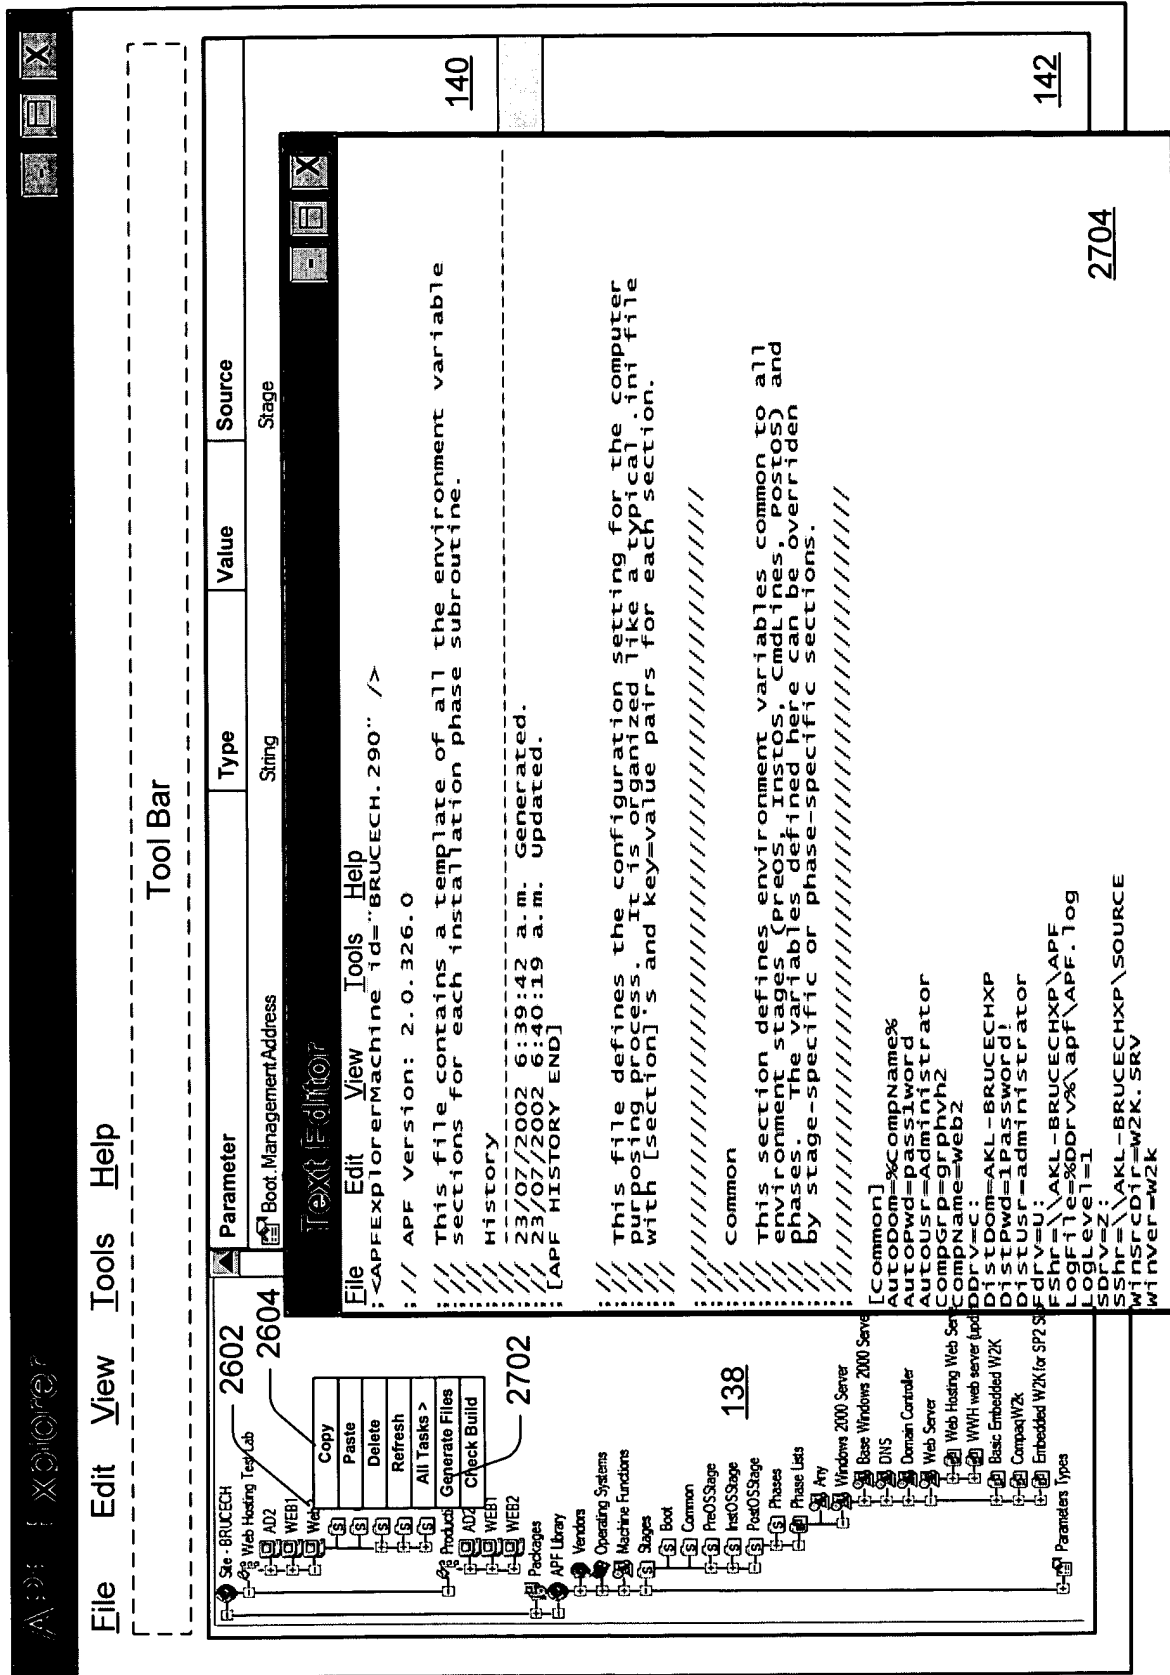 APF Explorer
File Edit View Tools Help
Tool Bar
Parameter Type Value Source
Boot.ManagementAddress String Stage
140
142
138
2602
2604
2702
2704
Site - BRUCECH
Web Hosting Test Lab
AD2
WEB1
Web
Copy
Paste
Delete
Refresh
All Tasks >
Generate Files
Check Build
Producti
AD2
WEB1
WEB2
Packages
APF Library
Vendors
Operating Systems
Machine Functions
Stages
Boot
Common
PreOSStage
InstOSStage
PostOSStage
Phases
Phase Lists
Any
Windows 2000 Server
Base Windows 2000 Server
DNS
Domain Controller
Web Server
Web Hosting Web Serv
WWH web server (upd
Basic Embedded W2K
CompaqW2k
Embedded W2K for SP2 S
Parameters Types
Text Editor
File Edit View Tools Help
;<APFExplorerMachine id="BRUCECH.290" />
;// APF Version: 2.0.326.0
;// This file contains a template of all the environment variable
;// sections for each installation phase subroutine.
;//
;// History
;// ------------------------------------------------------------
;// 23/07/2002 6:39:42 a.m. Generated.
;// 23/07/2002 6:40:19 a.m. Updated.
;[APF HISTORY END]
;// This file defines the configuration setting for the computer
;// purposing process. It is organized like a tyPical .ini file
;// with [section]'s and key=value pairs for each section.
;//
;////////////////////////////////////////////////////////////
;//
;// Common
;//
;// This section defines environment variables common to all
;// environment stages (PreOS, InstOS, CmdLines, PostOS) and
;// phases. The variables defined here can be overriden
;// by stage-specific or phase-specific sections.
;//
;////////////////////////////////////////////////////////////
[Common]
AutoDom=%CompName%
AutoPwd=pass1word
AutoUsr=Administrator
CompGrp=grphvh2
CompName=Web2
DDrv=C:
DistDom=AKL-BRUCECHXP
DistPwd=1Password!
DistUsr=administrator
FDrv=U:
FShr=\\AKL-BRUCECHXP\APF
LogFile=%DDrv%\apf\APF.log
LogLevel=1
SDrv=Z:
SShr=\\AKL-BRUCECHXP\SOURCE
WinSrcDir=W2K.SRV
WinVer=W2k